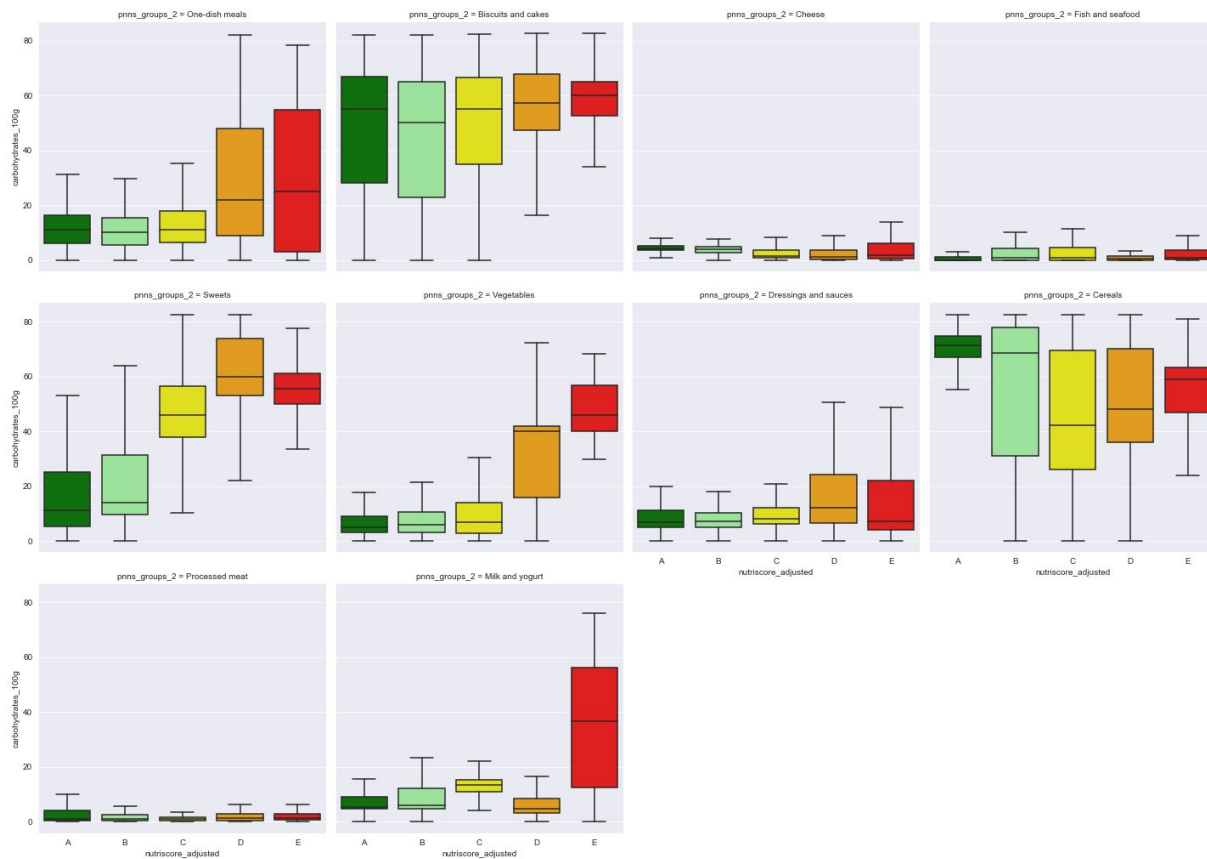 pnns_groups_2 = One-dish meals
pnns_groups_2 = Biscuits and cakes
pnns_groups_2 = Cheese
pnns_groups_2 = Fish and seafood
80
60
40
20
0
carbohydrates_100g
pnns_groups_2 = Sweets
pnns_groups_2 = Vegetables
pnns_groups_2 = Dressings and sauces
pnns_groups_2 = Cereals
80
60
40
20
0
carbohydrates_100g
A B C D E
nutriscore_adjusted
A B C D E
nutriscore_adjusted
pnns_groups_2 = Processed meat
pnns_groups_2 = Milk and yogurt
80
60
40
20
0
carbohydrates_100g
A B C D E
nutriscore_adjusted
A B C D E
nutriscore_adjusted